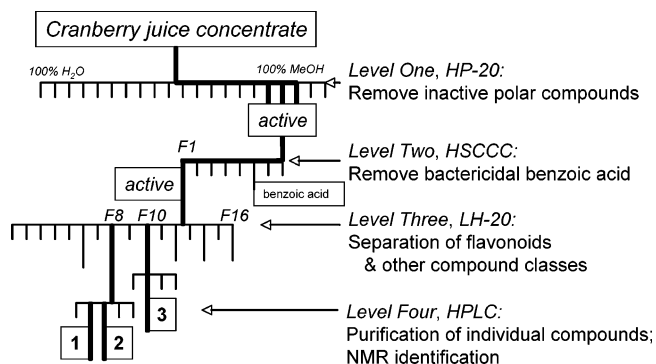 Cranberry juice concentrate
100% H2O
100% MeOH
Level One, HP-20:
Remove inactive polar compounds
active
F1
Level Two, HSCCC:
Remove bactericidal benzoic acid
active
benzoic acid
F8
F10
F16
Level Three, LH-20:
Separation of flavonoids
& other compound classes
3
Level Four, HPLC:
Purification of individual compounds;
NMR identification
1
2